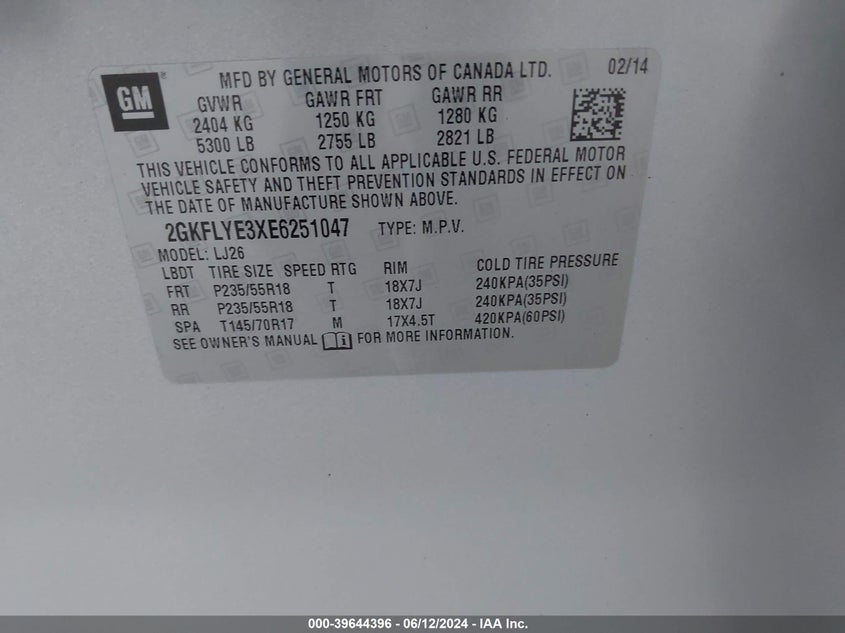 GM ® MFD BY GENERAL MOTORS OF CANADA LTD. 02/14
GVWR GAWR FRT GAWR RR
2404 KG 1250 KG 1280 KG
5300 LB 2755 LB 2821 LB
THIS VEHICLE CONFORMS TO ALL APPLICABLE U.S. FEDERAL MOTOR
VEHICLE SAFETY AND THEFT PREVENTION STANDARDS IN EFFECT ON
THE DATE OF MANUFACTURE SHOWN ABOVE.
2GKFLYE3XE6251047 TYPE: M.P.V.
MODEL: LJ26
LBDT TIRE SIZE SPEED RTG RIM COLD TIRE PRESSURE
FRT P235/55R18 T 18X7J 240KPA(35PSI)
RR P235/55R18 T 18X7J 240KPA(35PSI)
SPA T145/70R17 M 17X4.5T 420KPA(60PSI)
SEE OWNER'S MANUAL i FOR MORE INFORMATION.
000-39644396 - 06/12/2024 - IAA Inc.